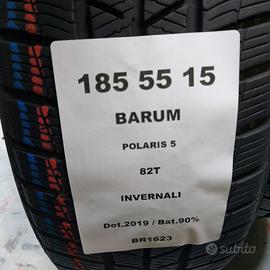 185 55 15
BARUM
POLARIS 5
82T
INVERNALI
Dot.2019 / Bat.90%
BR1623
subito